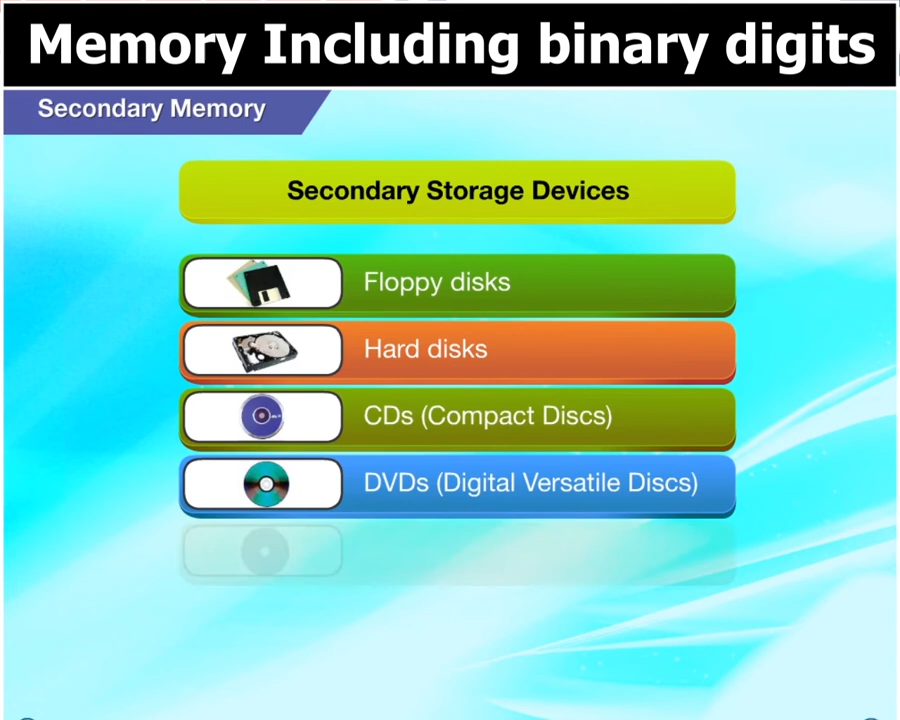 Memory Including binary digits
Secondary Memory
Secondary Storage Devices
Floppy disks
Hard disks
CDs (Compact Discs)
DVDs (Digital Versatile Discs)